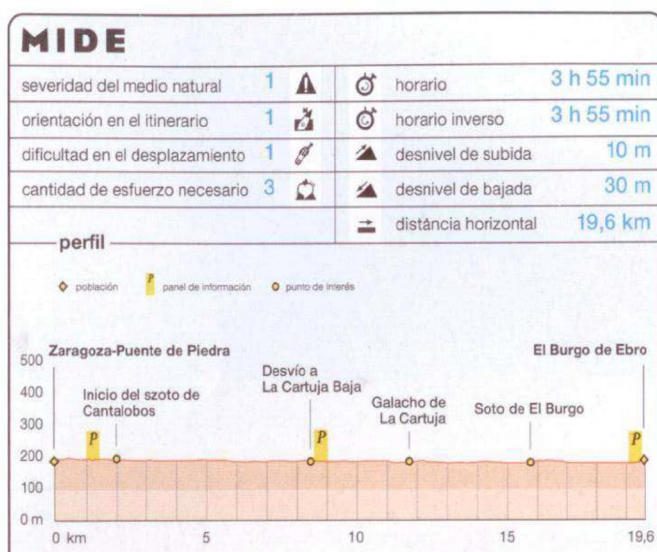 MIDE
severidad del medio natural 1
orientación en el itinerario 1
dificultad en el desplazamiento 1
cantidad de esfuerzo necesario 3
horario 3 h 55 min
horario inverso 3 h 55 min
desnivel de subida 10 m
desnivel de bajada 30 m
distáncia horizontal 19,6 km
perfil
población
P panel de información
punto de interés
500
400
300
200
100
0 m
Zaragoza-Puente de Piedra
Inicio del szoto de
Cantalobos
Desvío a
La Cartuja Baja
Galacho de
La Cartuja
Soto de El Burgo
El Burgo de Ebro
P
P
P
0 km 5 10 15 19,6